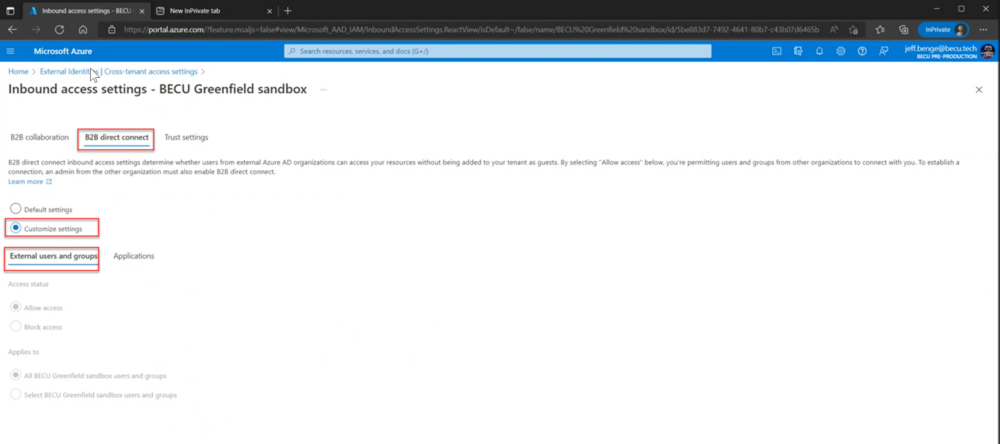 Inbound access settings - BECU
New InPrivate tab
https://portal.azure.com/?feature.msaljs=false#view/Microsoft_AAD_IAM/InboundAccessSettings.ReactView/isDefault~/false/name/BECU%20Greenfield%20sandbox/id/5be883d7-7492-4641-80b7-c43b07d6465b
InPrivate
Microsoft Azure
Search resources, services, and docs (G+/)
jeff.benge@becu.tech
BECU PRE-PRODUCTION
Home > External Identities | Cross-tenant access settings >
Inbound access settings - BECU Greenfield sandbox ...
B2B collaboration
B2B direct connect
Trust settings
B2B direct connect inbound access settings determine whether users from external Azure AD organizations can access your resources without being added to your tenant as guests. By selecting "Allow access" below, you're permitting users and groups from other organizations to connect with you. To establish a
connection, an admin from the other organization must also enable B2B direct connect.
Learn more
Default settings
Customize settings
External users and groups
Applications
Access status
Allow access
Block access
Applies to
All BECU Greenfield sandbox users and groups
Select BECU Greenfield sandbox users and groups